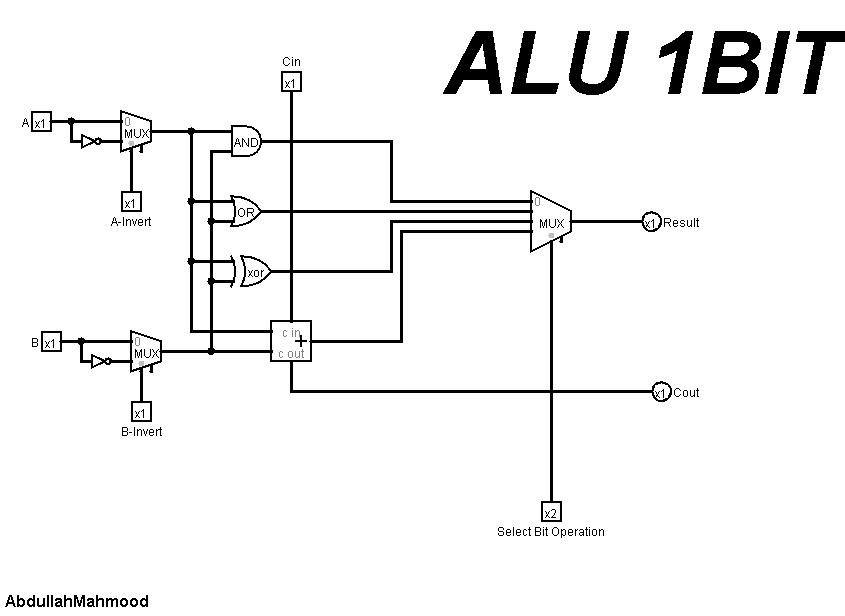 ALU 1BIT
Cin
x1
A x1
0
MUX
AND
x1
A-Invert
OR
0
MUX
x1 Result
xor
B x1
0
MUX
c in
+
c out
x1
B-Invert
x1 Cout
x2
Select Bit Operation
AbdullahMahmood